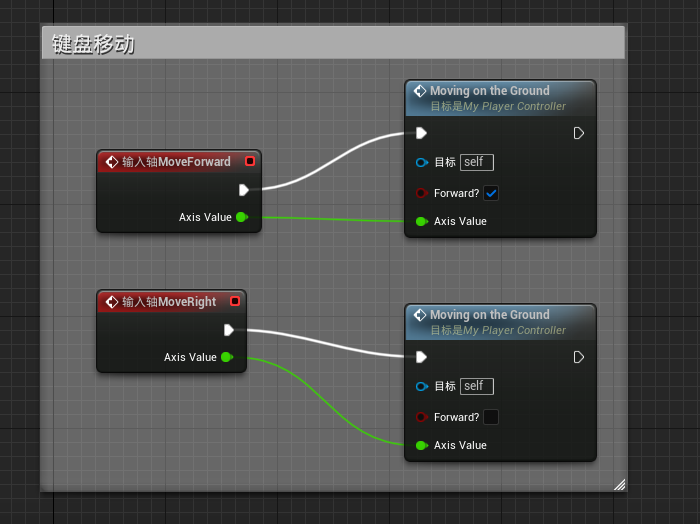 键盘移动
Moving on the Ground
目标是My Player Controller
目标 self
Forward?
Axis Value
输入轴MoveForward
Axis Value
输入轴MoveRight
Axis Value
Moving on the Ground
目标是My Player Controller
目标 self
Forward?
Axis Value